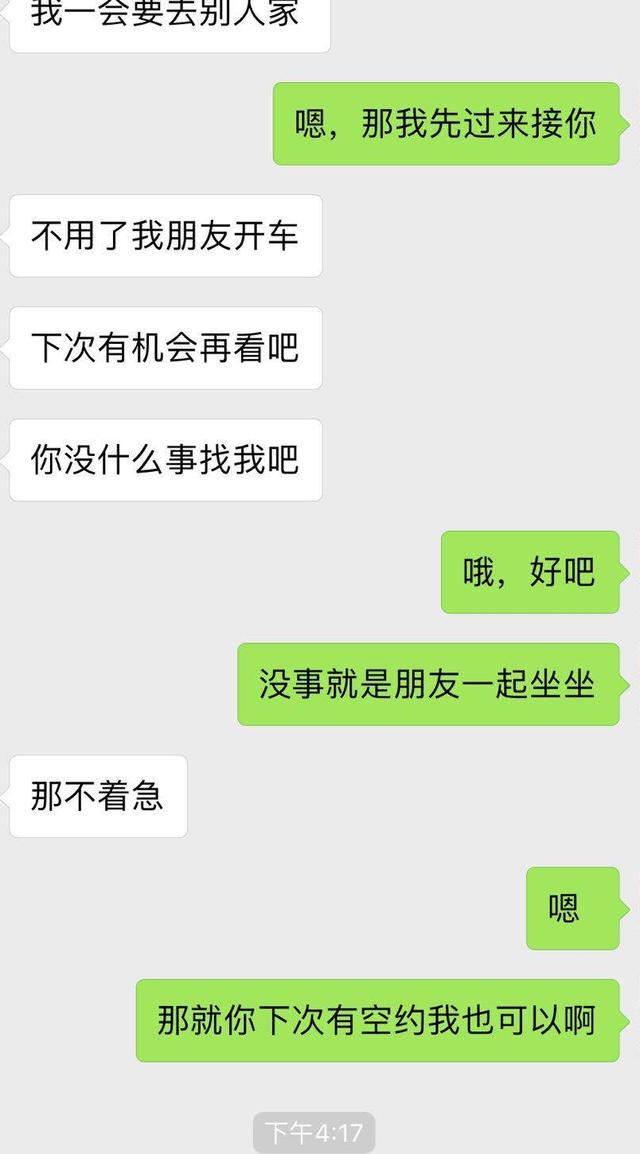 我一会要去别人家
嗯，那我先过来接你
不用了我朋友开车
下次有机会再看吧
你没什么事找我吧
哦，好吧
没事就是朋友一起坐坐
那不着急
嗯
那就你下次有空约我也可以啊
下午4:17